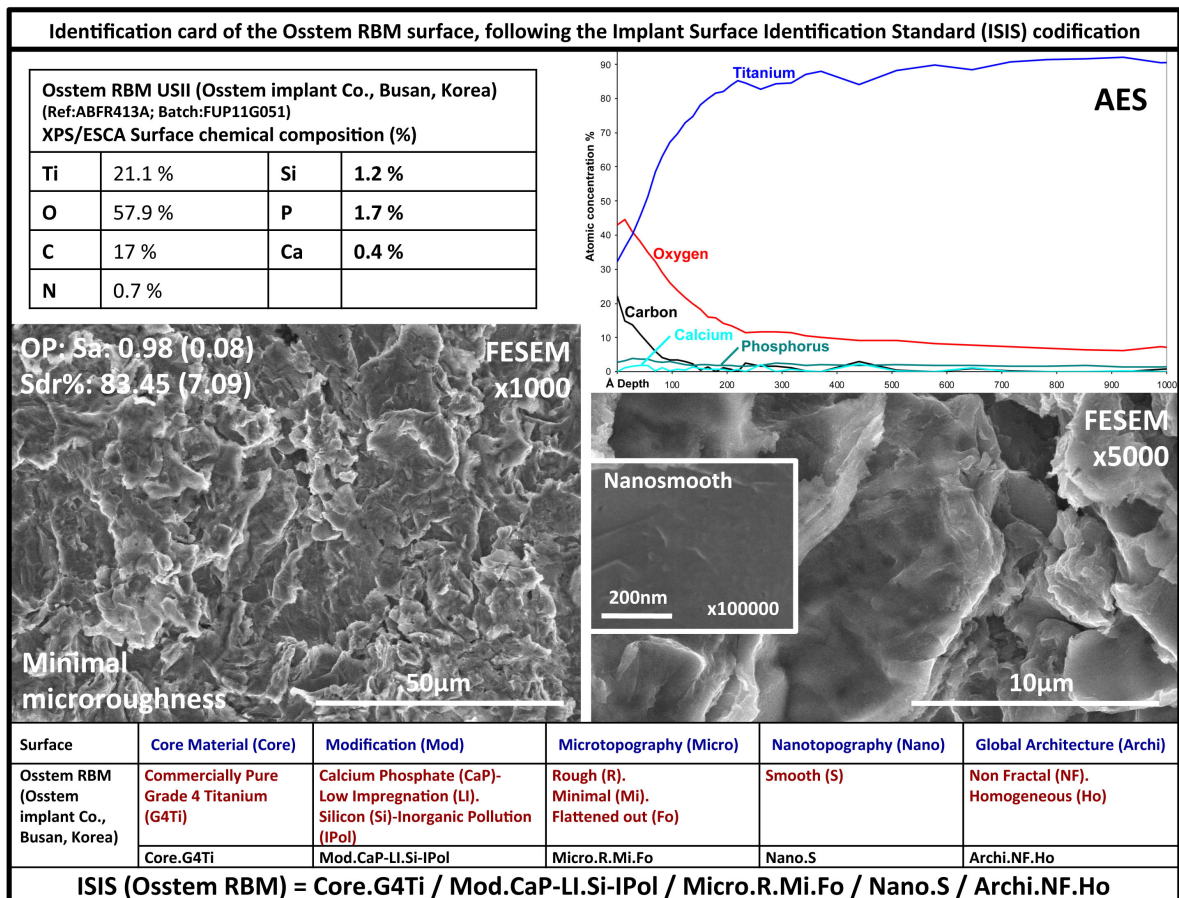 Identification card of the Osstem RBM surface, following the Implant Surface Identification Standard (ISIS) codification
Osstem RBM USII (Osstem implant Co., Busan, Korea)
(Ref:ABFR413A; Batch:FUP11G051)
XPS/ESCA Surface chemical composition (%)
Ti 21.1 % Si 1.2 %
O 57.9 % P 1.7 %
C 17 % Ca 0.4 %
N 0.7 %
AES
Atomic concentration %
90
80
70
60
50
40
30
20
10
0
Titanium
Oxygen
Carbon
Calcium
Phosphorus
Å Depth 100 200 300 400 500 600 700 800 900 1000
OP: Sa: 0.98 (0.08)
Sdr%: 83.45 (7.09)
FESEM
x1000
Minimal
microroughness
50µm
FESEM
x5000
Nanosmooth
200nm
x100000
10µm
Surface Core Material (Core) Modification (Mod) Microtopography (Micro) Nanotopography (Nano) Global Architecture (Archi)
Osstem RBM
(Osstem
implant Co.,
Busan, Korea)
Commercially Pure
Grade 4 Titanium
(G4Ti)
Calcium Phosphate (CaP)-
Low Impregnation (LI).
Silicon (Si)-Inorganic Pollution
(IPol)
Rough (R).
Minimal (Mi).
Flattened out (Fo)
Smooth (S)
Non Fractal (NF).
Homogeneous (Ho)
Core.G4Ti Mod.CaP-LI.Si-IPol Micro.R.Mi.Fo Nano.S Archi.NF.Ho
ISIS (Osstem RBM) = Core.G4Ti / Mod.CaP-LI.Si-IPol / Micro.R.Mi.Fo / Nano.S / Archi.NF.Ho